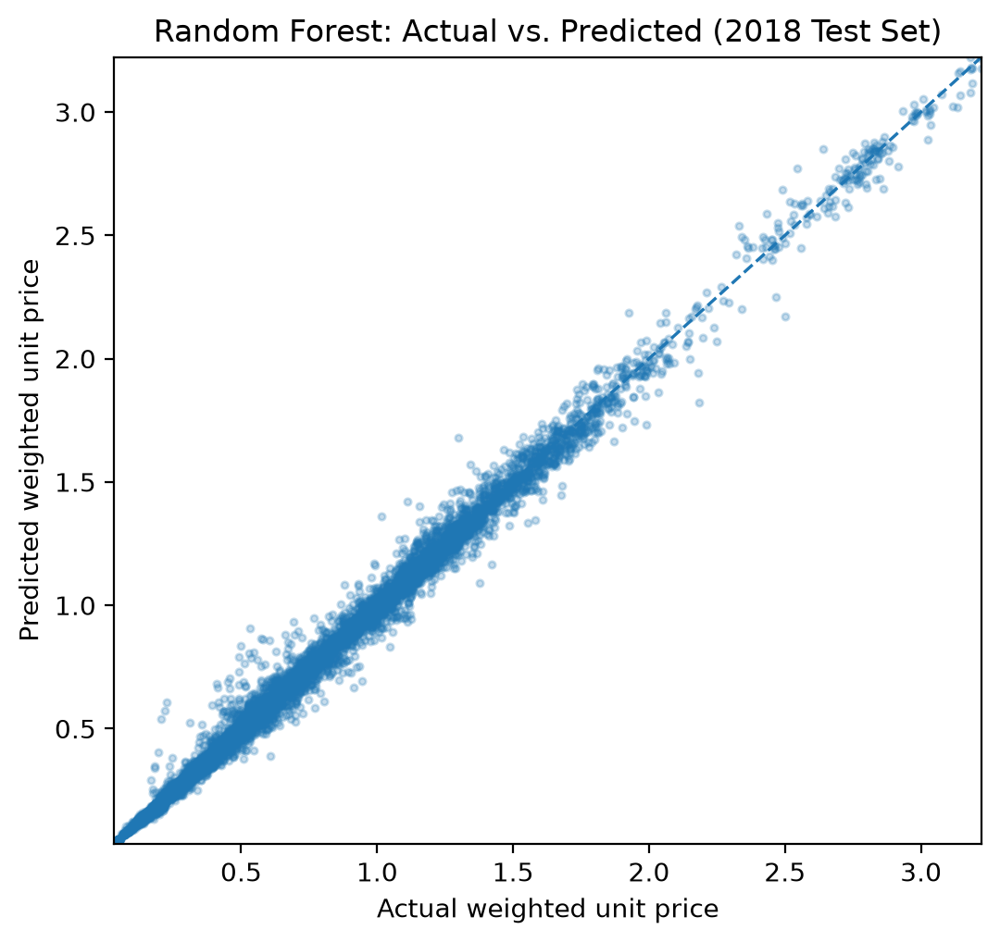 Random Forest: Actual vs. Predicted (2018 Test Set)
Predicted weighted unit price
3.0
2.5
2.0
1.5
1.0
0.5
0.5 1.0 1.5 2.0 2.5 3.0
Actual weighted unit price